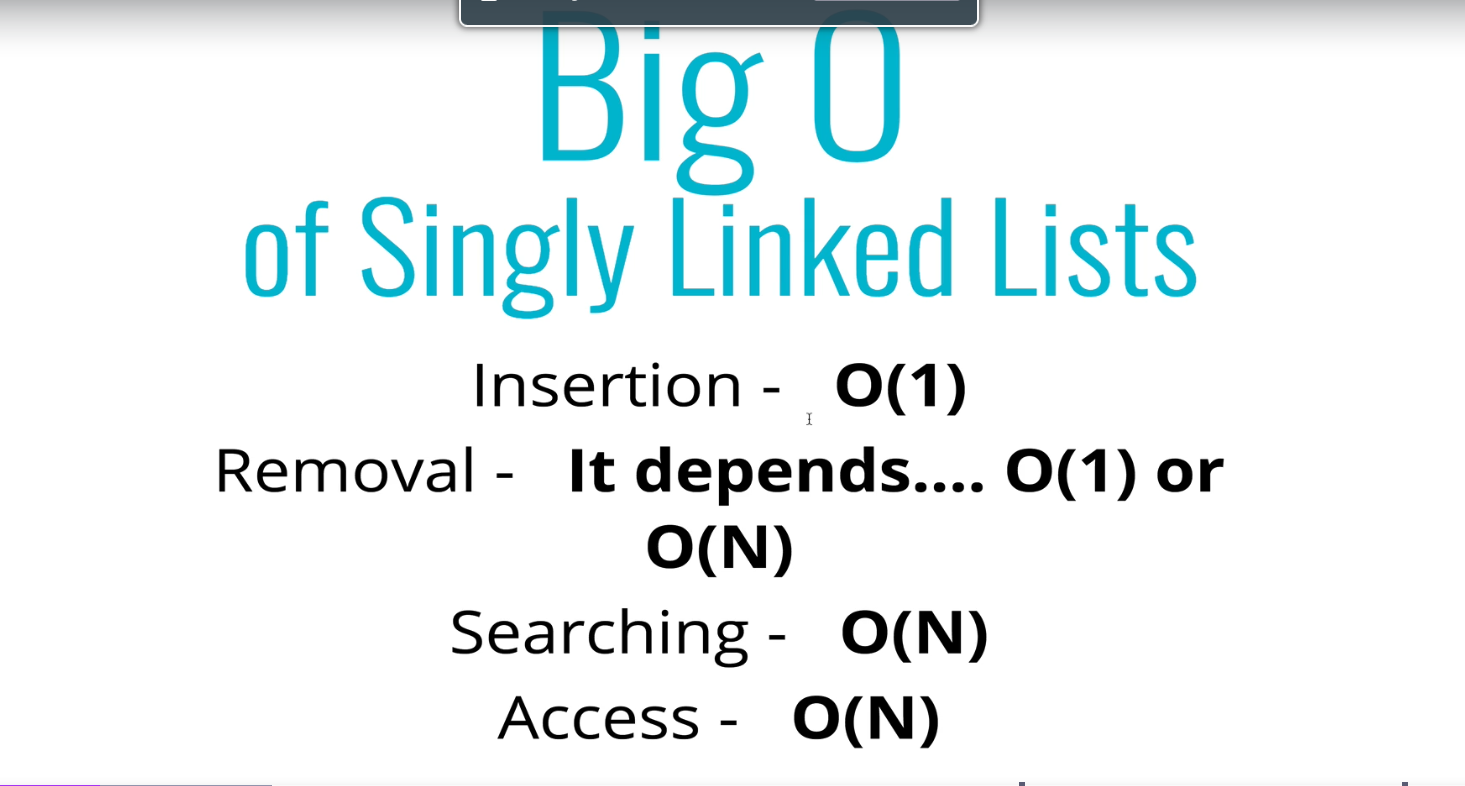 Big O
of Singly Linked Lists
Insertion - O(1)
Removal - It depends.... O(1) or
O(N)
Searching - O(N)
Access - O(N)